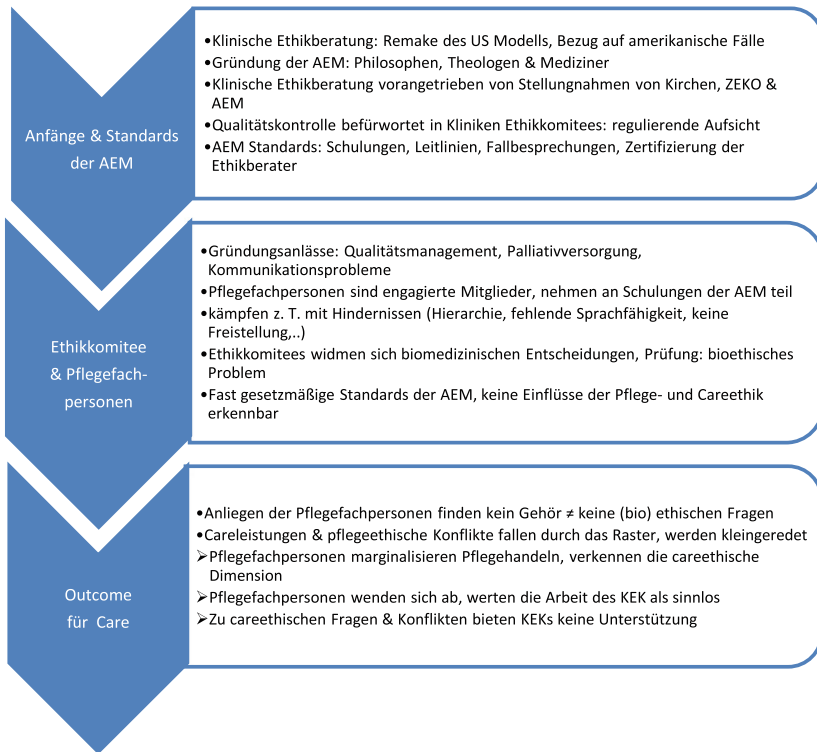 Anfänge & Standards
der AEM
•Klinische Ethikberatung: Remake des US Modells, Bezug auf amerikanische Fälle
•Gründung der AEM: Philosophen, Theologen & Mediziner
•Klinische Ethikberatung vorangetrieben von Stellungnahmen von Kirchen, ZEKO &
AEM
•Qualitätskontrolle befürwortet in Kliniken Ethikkomitees: regulierende Aufsicht
•AEM Standards: Schulungen, Leitlinien, Fallbesprechungen, Zertifizierung der
Ethikberater
Ethikkomitee
& Pflegefach-
personen
•Gründungsanlässe: Qualitätsmanagement, Palliativversorgung,
Kommunikationsprobleme
•Pflegefachpersonen sind engagierte Mitglieder, nehmen an Schulungen der AEM teil
•kämpfen z. T. mit Hindernissen (Hierarchie, fehlende Sprachfähigkeit, keine
Freistellung,..)
•Ethikkomitees widmen sich biomedizinischen Entscheidungen, Prüfung: bioethisches
Problem
•Fast gesetzmäßige Standards der AEM, keine Einflüsse der Pflege- und Careethik
erkennbar
Outcome
für Care
•Anliegen der Pflegefachpersonen finden kein Gehör ≠ keine (bio) ethischen Fragen
•Careleistungen & pflegeethische Konflikte fallen durch das Raster, werden kleingeredet
➢Pflegefachpersonen marginalisieren Pflegehandeln, verkennen die careethische
Dimension
➢Pflegefachpersonen wenden sich ab, werten die Arbeit des KEK als sinnlos
➢Zu careethischen Fragen & Konflikten bieten KEKs keine Unterstützung